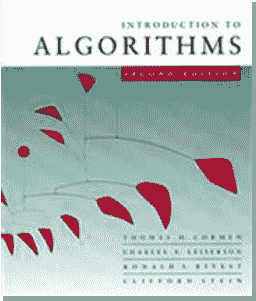 INTRODUCTION TO
ALGORITHMS
SECOND EDITION
THOMAS H. CORMEN
CHARLES E. LEISERSON
RONALD L. RIVEST
CLIFFORD STEIN